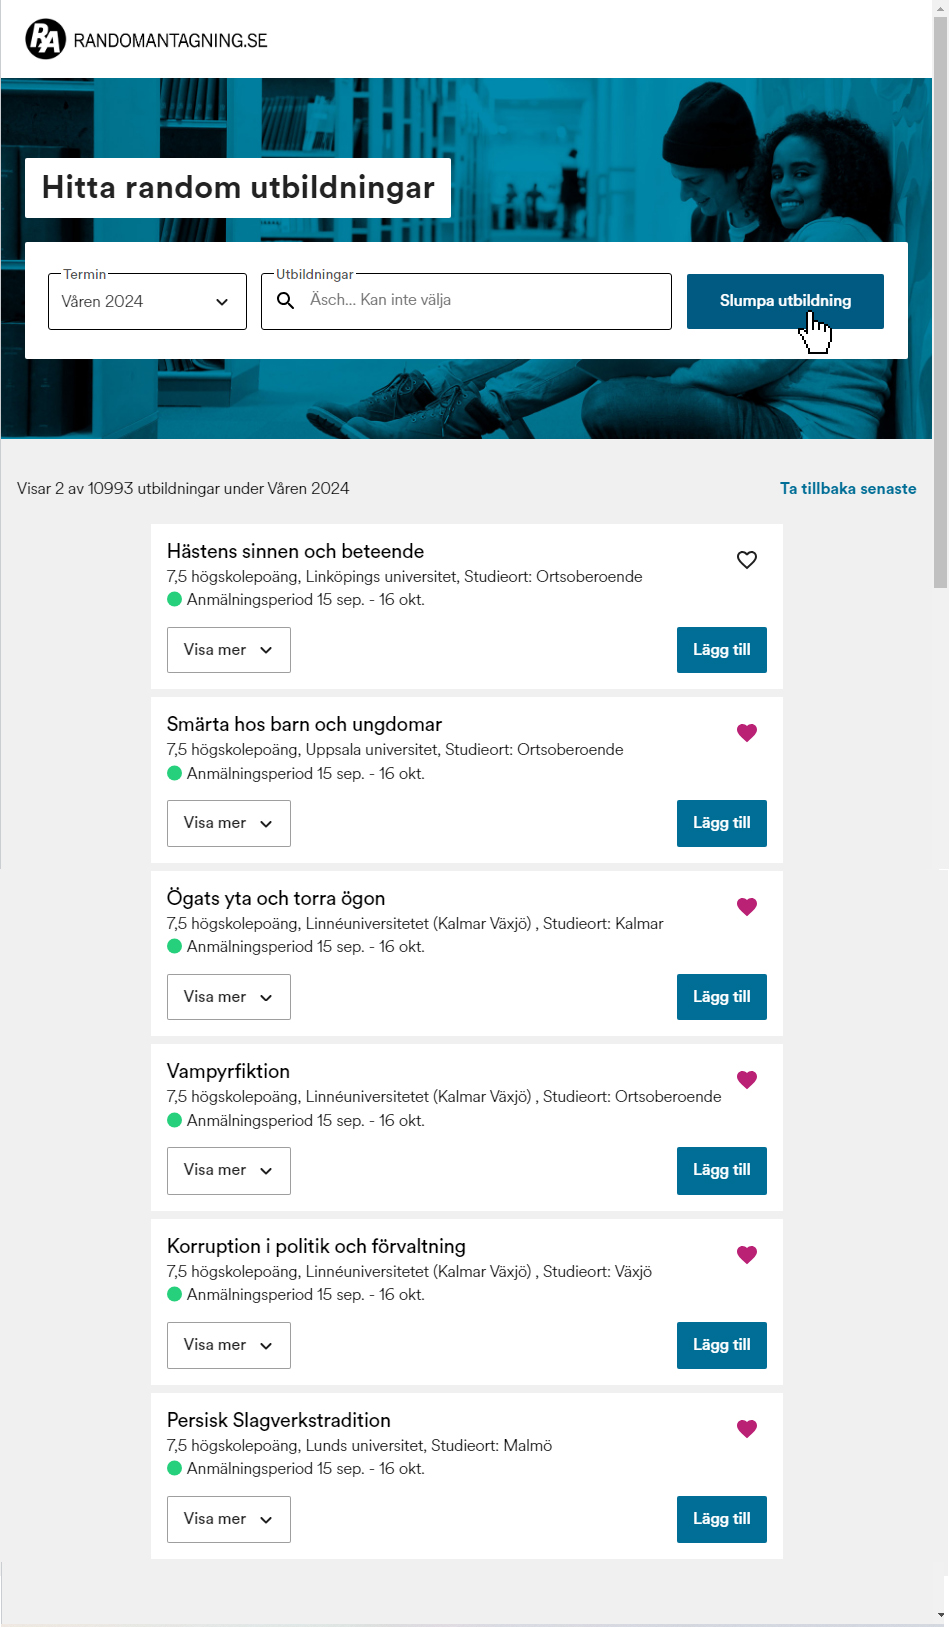 RA RANDOMANTAGNING.SE
Hitta random utbildningar
Termin
Våren 2024
Utbildningar
Äsch... Kan inte välja
Slumpa utbildning
Visar 2 av 10993 utbildningar under Våren 2024
Ta tillbaka senaste
Hästens sinnen och beteende
7,5 högskolepoäng, Linköpings universitet, Studieort: Ortsoberoende
Anmälningsperiod 15 sep. - 16 okt.
Visa mer
Lägg till
Smärta hos barn och ungdomar
7,5 högskolepoäng, Uppsala universitet, Studieort: Ortsoberoende
Anmälningsperiod 15 sep. - 16 okt.
Visa mer
Lägg till
Ögats yta och torra ögon
7,5 högskolepoäng, Linnéuniversitetet (Kalmar Växjö) , Studieort: Kalmar
Anmälningsperiod 15 sep. - 16 okt.
Visa mer
Lägg till
Vampyrfiktion
7,5 högskolepoäng, Linnéuniversitetet (Kalmar Växjö) , Studieort: Ortsoberoende
Anmälningsperiod 15 sep. - 16 okt.
Visa mer
Lägg till
Korruption i politik och förvaltning
7,5 högskolepoäng, Linnéuniversitetet (Kalmar Växjö) , Studieort: Växjö
Anmälningsperiod 15 sep. - 16 okt.
Visa mer
Lägg till
Persisk Slagverkstradition
7,5 högskolepoäng, Lunds universitet, Studieort: Malmö
Anmälningsperiod 15 sep. - 16 okt.
Visa mer
Lägg till